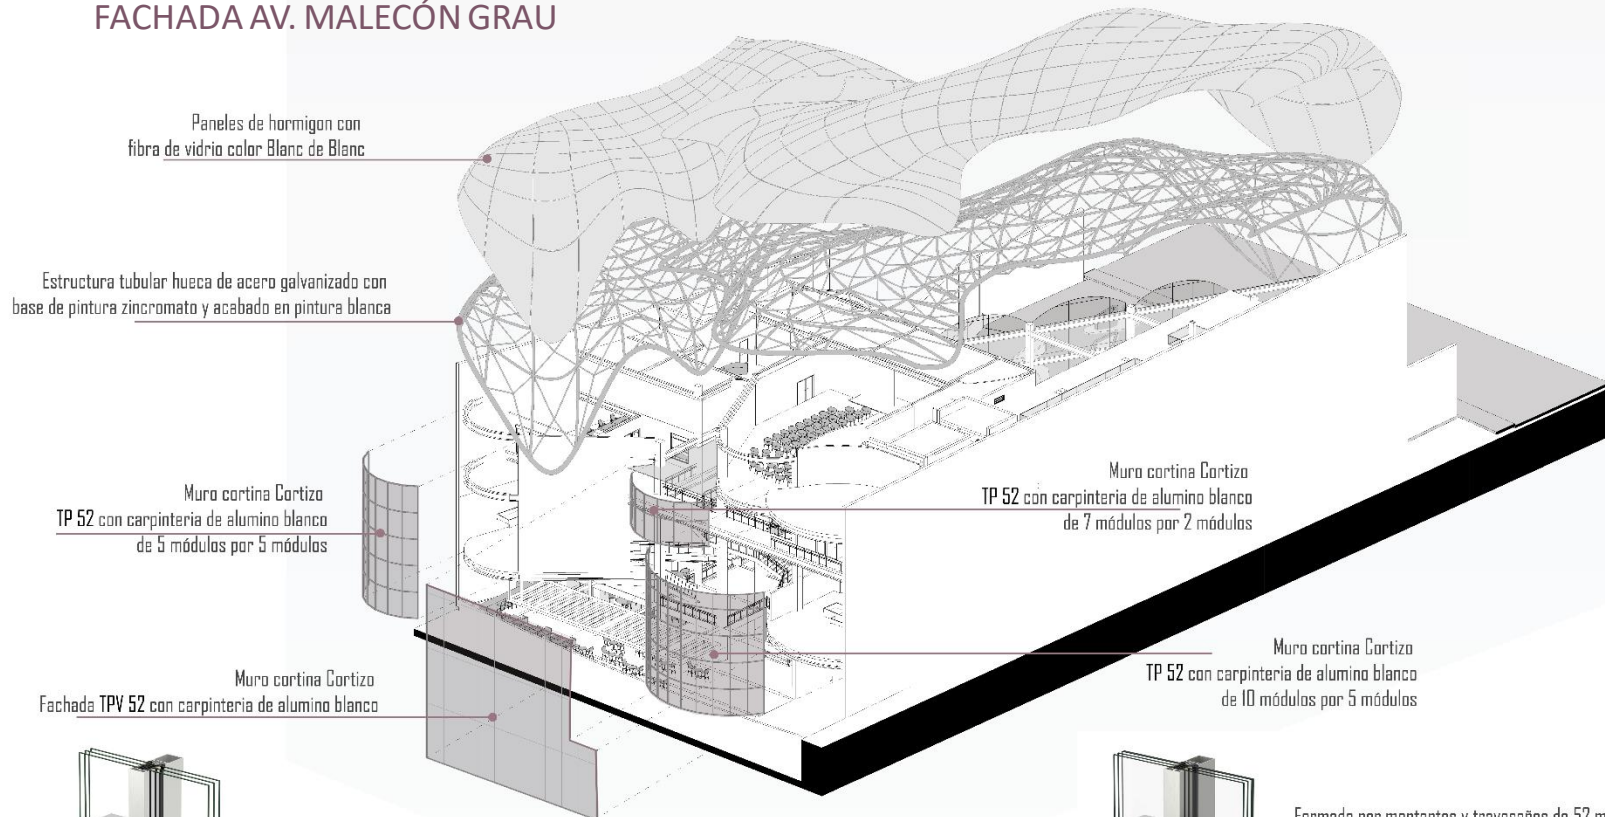 FACHADA AV. MALECÓN GRAU
Paneles de hormigon con
fibra de vidrio color Blanc de Blanc
Estructura tubular hueca de acero galvanizado con
base de pintura zincromato y acabado en pintura blanca
Muro cortina Cortizo
TP 52 con carpinteria de alumino blanco
de 5 módulos por 5 módulos
Muro cortina Cortizo
TP 52 con carpinteria de alumino blanco
de 7 módulos por 2 módulos
Muro cortina Cortizo
TP 52 con carpinteria de alumino blanco
de 10 módulos por 5 módulos
Muro cortina Cortizo
Fachada TPV 52 con carpinteria de alumino blanco